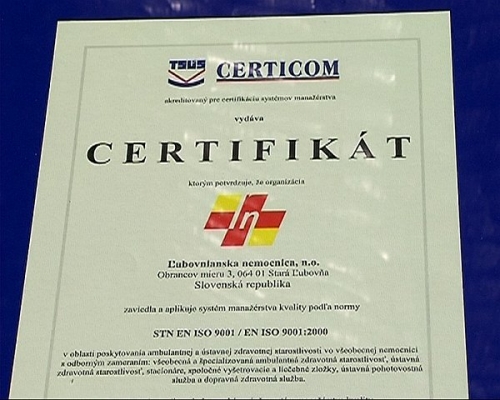 TSUS CERTICOM
akreditovaný pre certifikáciu systémov manažérstva
vydáva
CERTIFIKÁT
ktorým potvrdzuje, že organizácia
ln
Ľubovnianska nemocnica, n.o.
Obrancov mieru 3, 064 01 Stará Ľubovňa
Slovenská republika
zaviedla a aplikuje systém manažérstva kvality podľa normy
STN EN ISO 9001 / EN ISO 9001:2000
v oblasti poskytovania ambulantnej a ústavnej zdravotnej starostlivosti vo všeobecnej nemocnici
s odborným zameraním: všeobecná a špecializovaná ambulantná zdravotná starostlivosť, ústavná
zdravotná starostlivosť, stacionáre, spoločné vyšetrovacie a liečebné zložky, ústavná pohotovostná
služba a dopravná zdravotná služba.